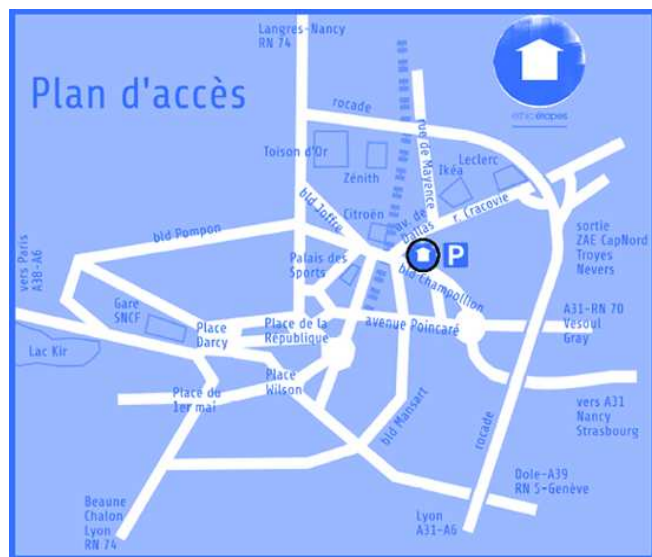 Langres-Nancy
RN 74
Plan d'accès
ethic étapes
rocade
rue de Mayence
Toison d'Or
Zénith
Leclerc
Ikéa
bld Joffre
Citroën
av. de
Dallas
r. Cracovie
bld Pompon
vers Paris
A38-A6
Palais des
Sports
P
bld Champollion
sortie
ZAE CapNord
Troyes
Nevers
Gare
SNCF
Place
Darcy
Place de la
République
avenue Poincaré
A31-RN 70
Vesoul
Gray
Lac Kir
Place du
1er mai
Place
Wilson
bld Mansart
rocade
vers A31
Nancy
Strasbourg
Beaune
Chalon
Lyon
RN 74
Lyon
A31-A6
Dole-A39
RN 5-Genève